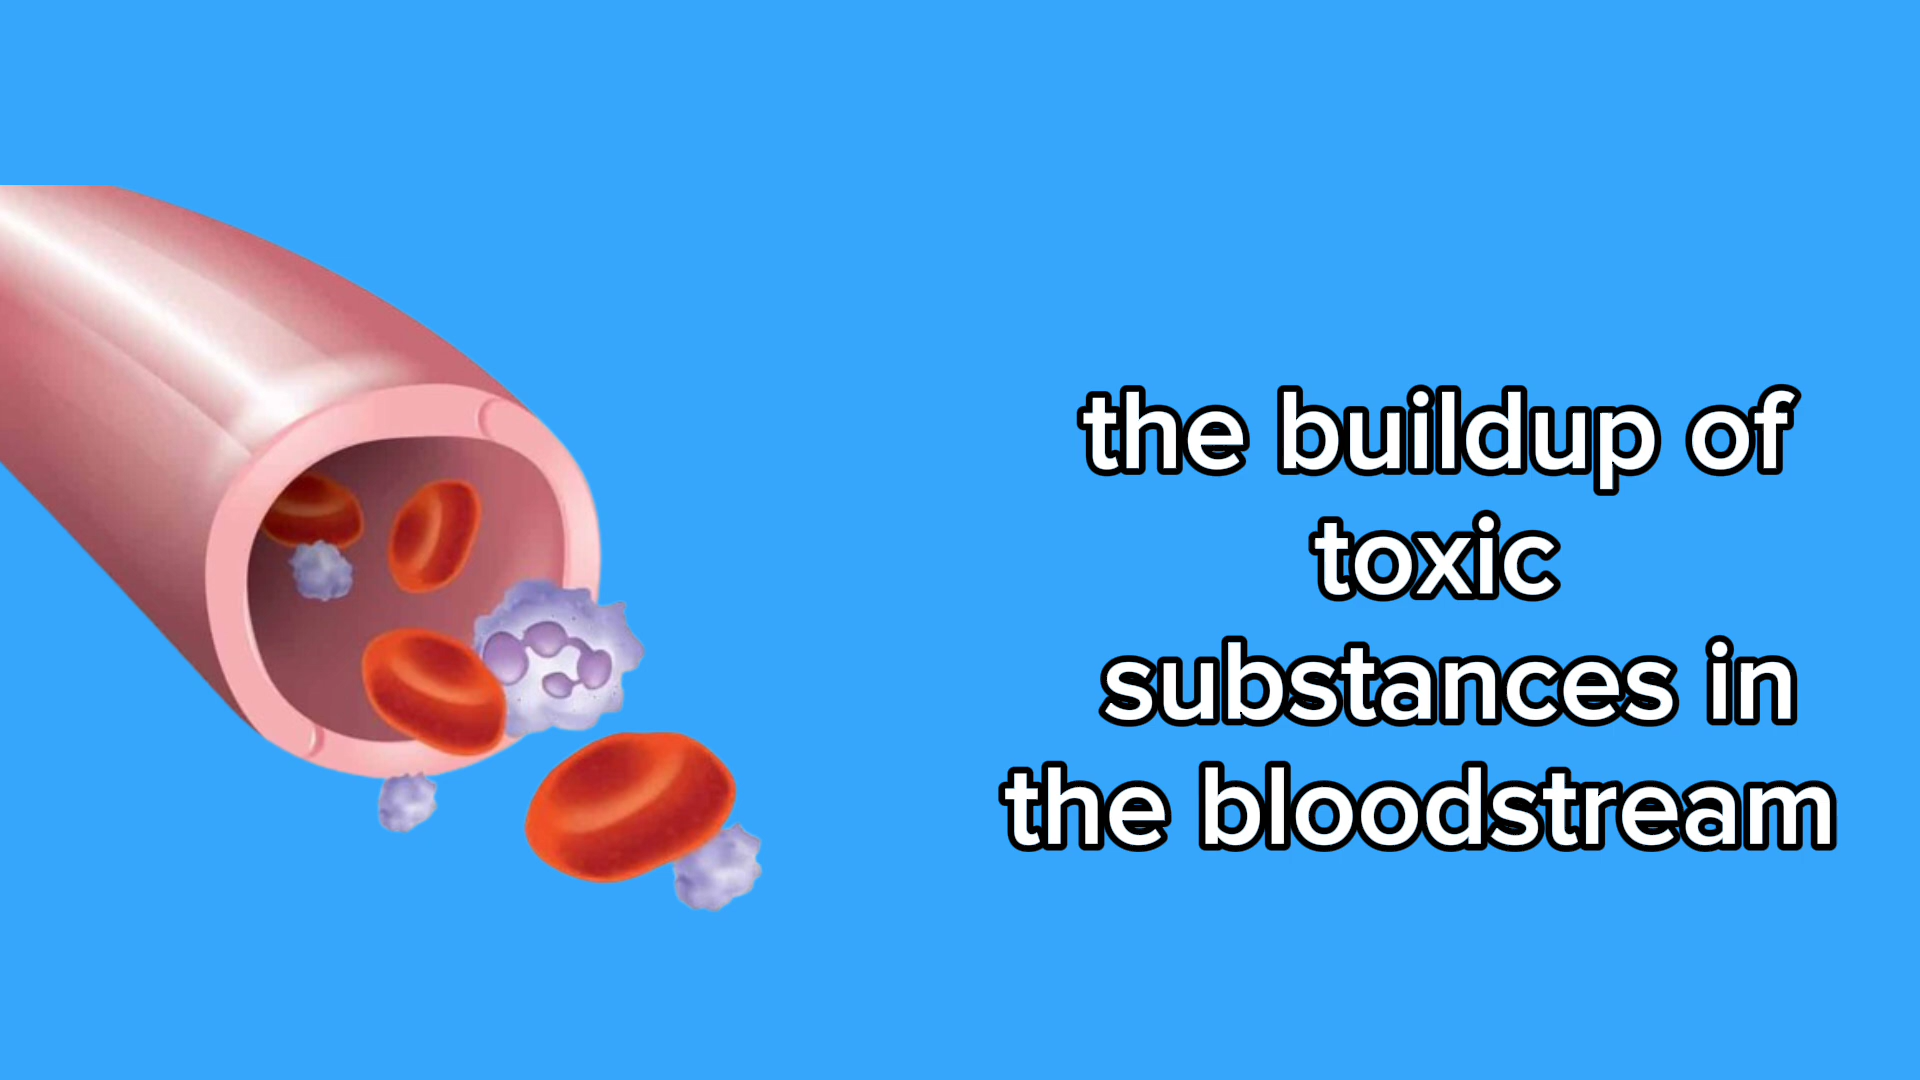 the buildup of
toxic
substances in
the bloodstream